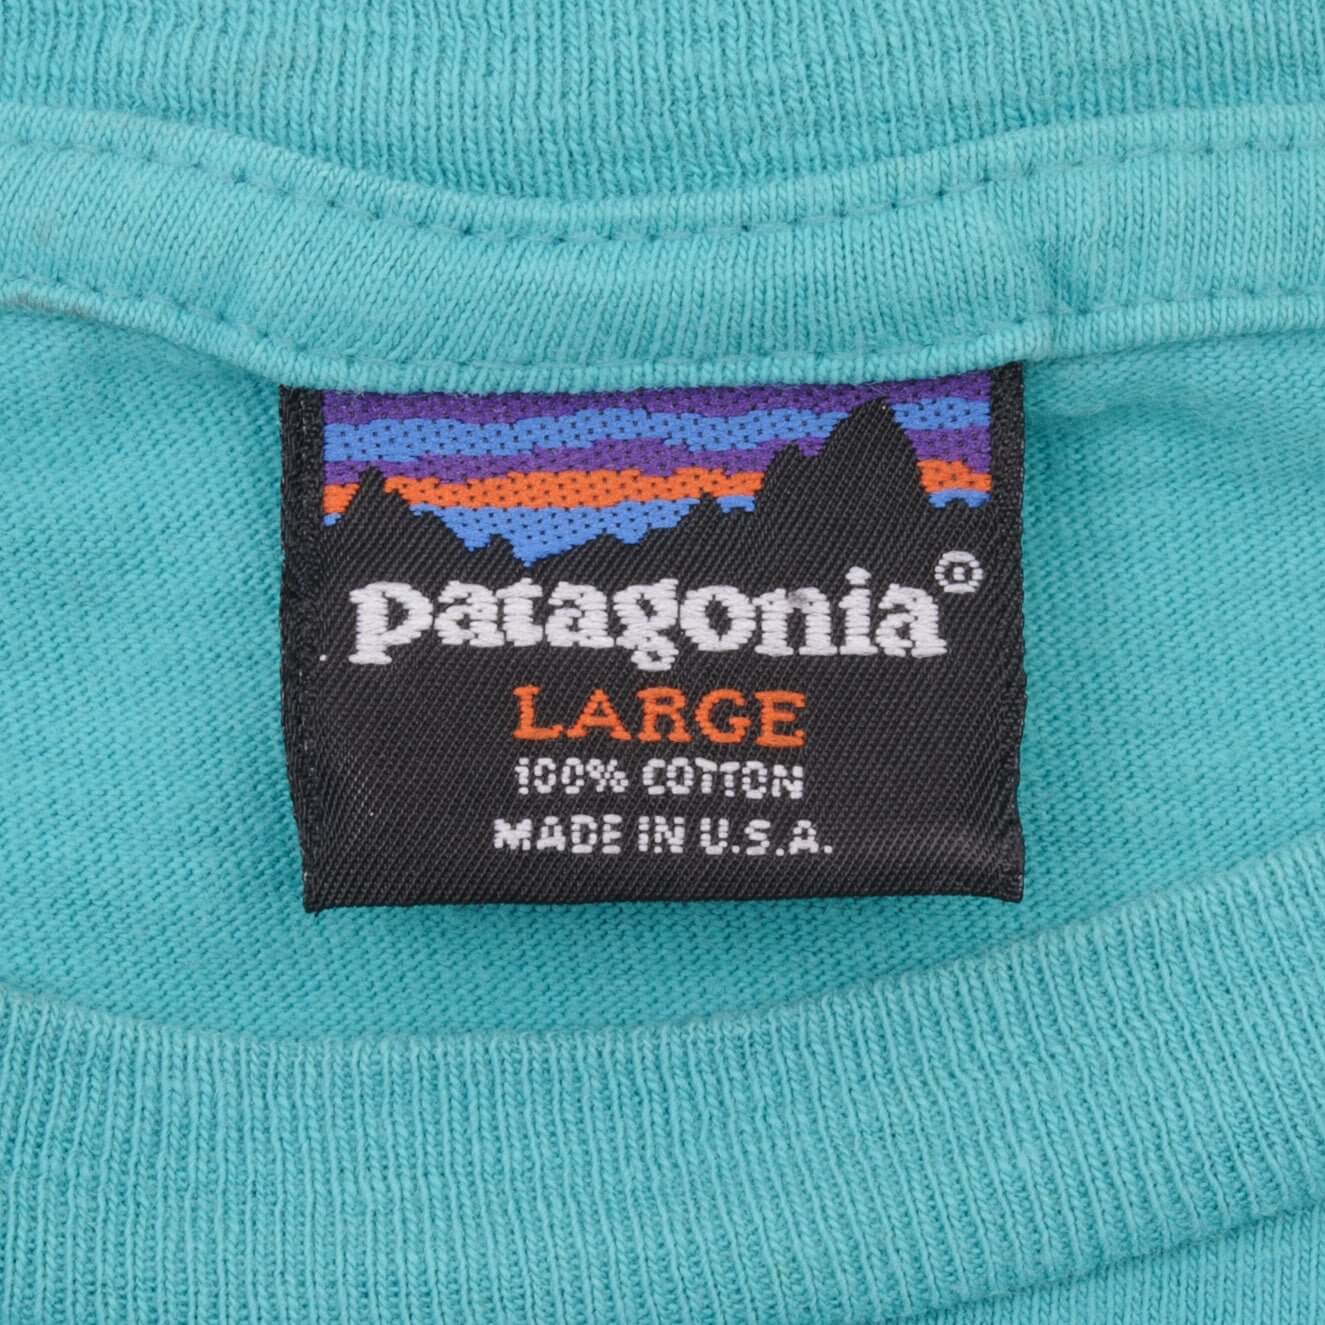 patagonia®
LARGE
100% COTTON
MADE IN U.S.A.